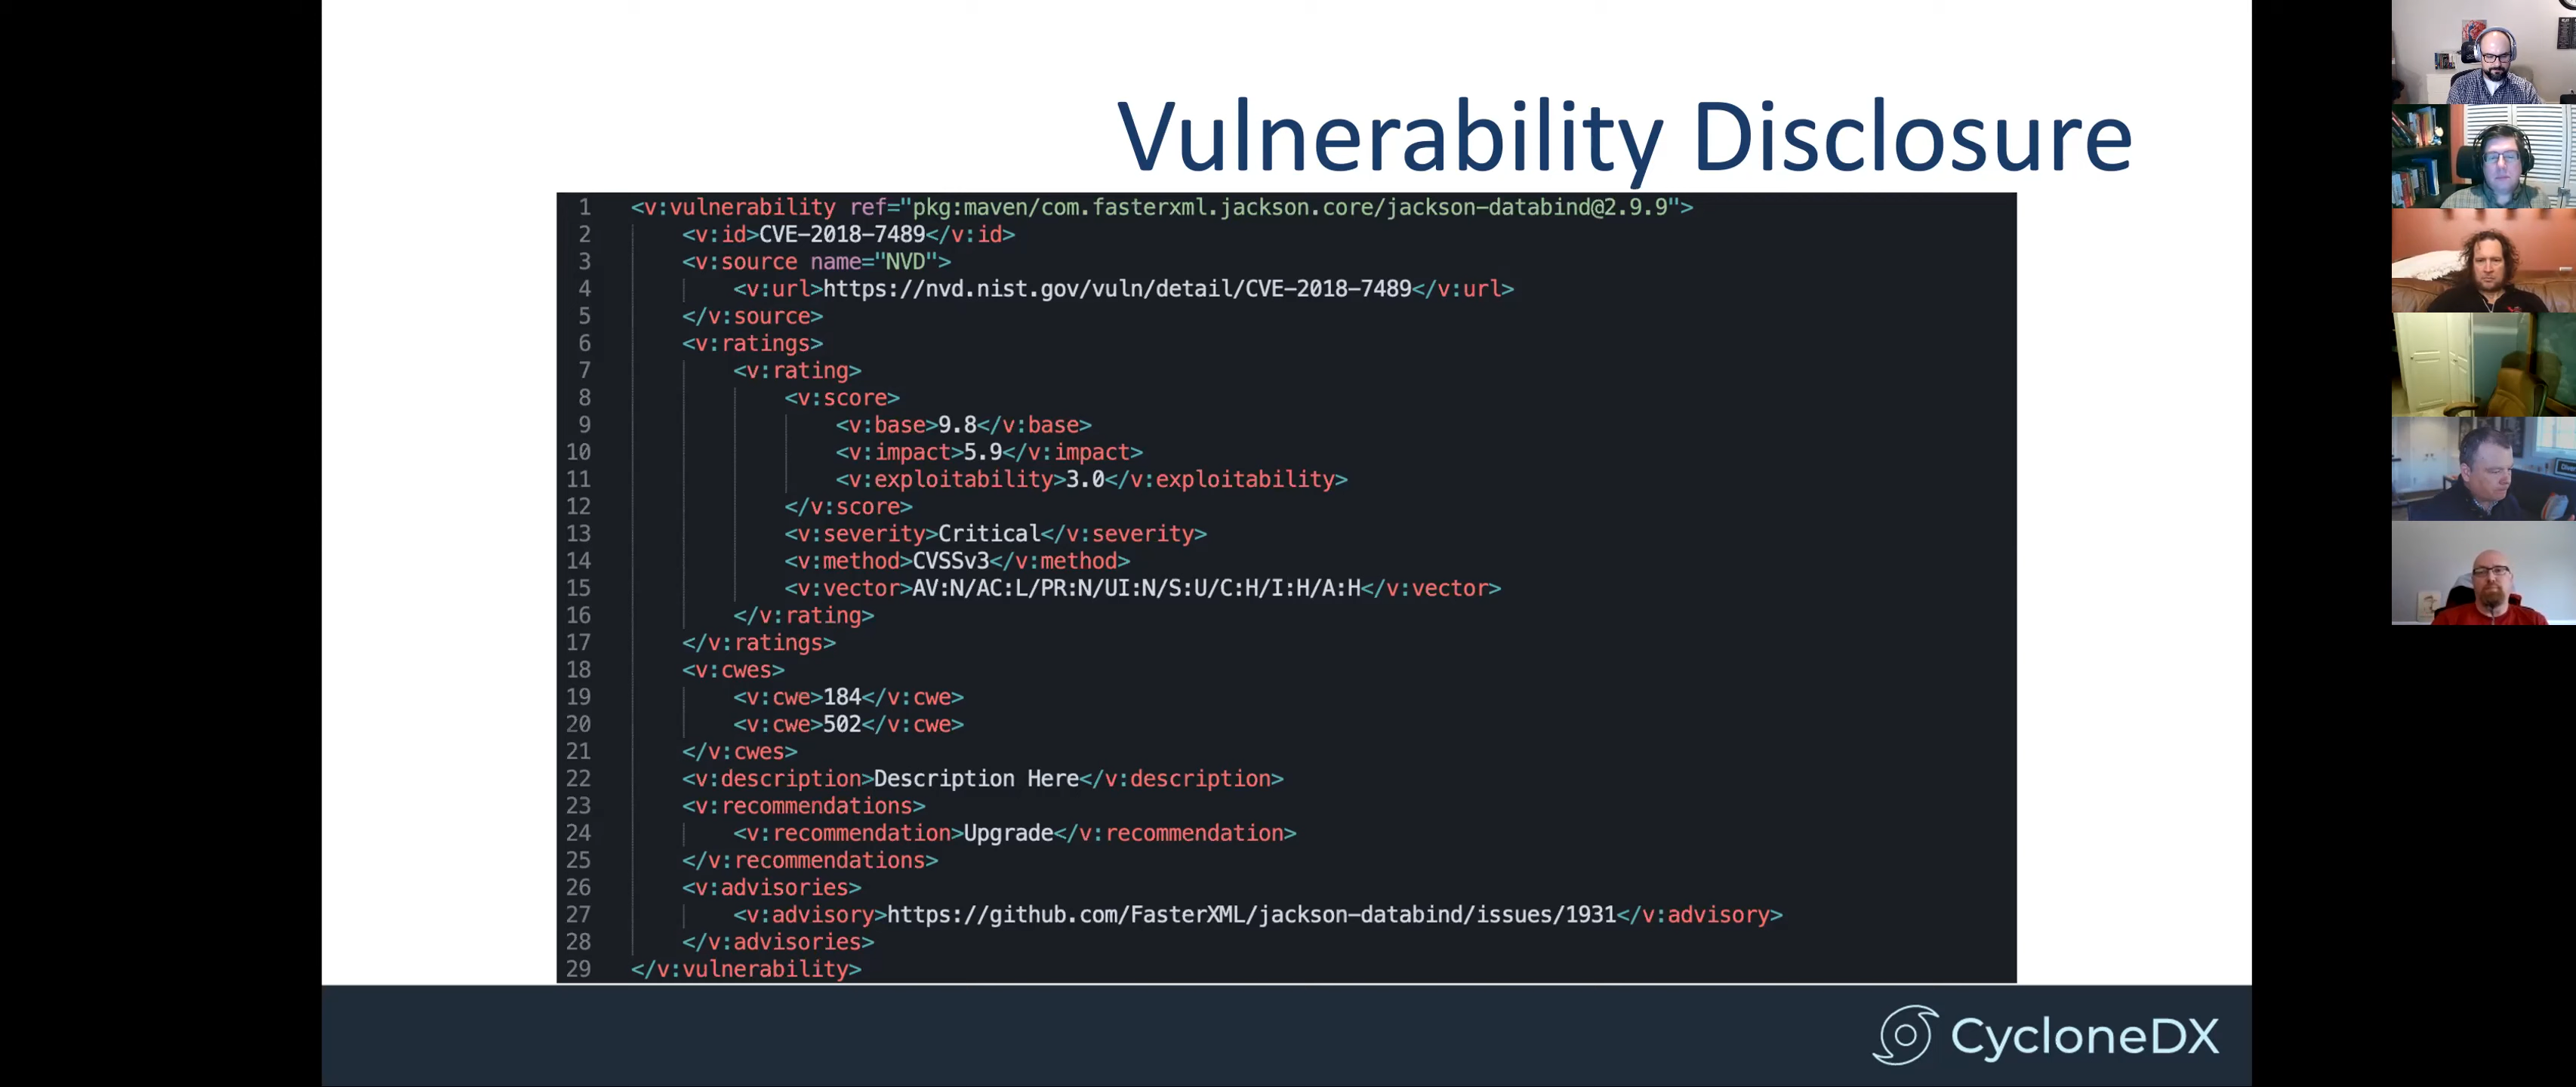 Vulnerability Disclosure
1 <v:vulnerability ref="pkg:maven/com.fasterxml.jackson.core/jackson-databind@2.9.9">
2 <v:id>CVE-2018-7489</v:id>
3 <v:source name="NVD">
4 <v:url>https://nvd.nist.gov/vuln/detail/CVE-2018-7489</v:url>
5 </v:source>
6 <v:ratings>
7 <v:rating>
8 <v:score>
9 <v:base>9.8</v:base>
10 <v:impact>5.9</v:impact>
11 <v:exploitability>3.0</v:exploitability>
12 </v:score>
13 <v:severity>Critical</v:severity>
14 <v:method>CVSSv3</v:method>
15 <v:vector>AV:N/AC:L/PR:N/UI:N/S:U/C:H/I:H/A:H</v:vector>
16 </v:rating>
17 </v:ratings>
18 <v:cwes>
19 <v:cwe>184</v:cwe>
20 <v:cwe>502</v:cwe>
21 </v:cwes>
22 <v:description>Description Here</v:description>
23 <v:recommendations>
24 <v:recommendation>Upgrade</v:recommendation>
25 </v:recommendations>
26 <v:advisories>
27 <v:advisory>https://github.com/FasterXML/jackson-databind/issues/1931</v:advisory>
28 </v:advisories>
29 </v:vulnerability>
CycloneDX